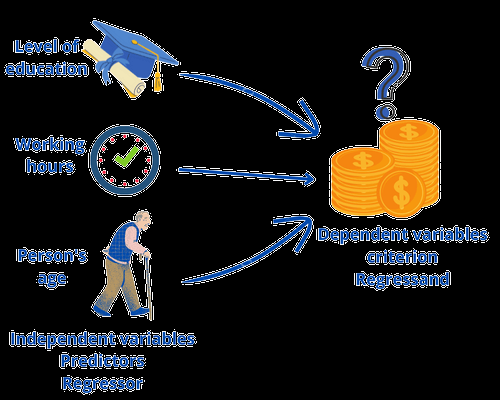 Level of
education
Working
hours
Person's
age
Independent variables
Predictors
Regressor
?
$
$
$
Dependent variables
criterion
Regressand